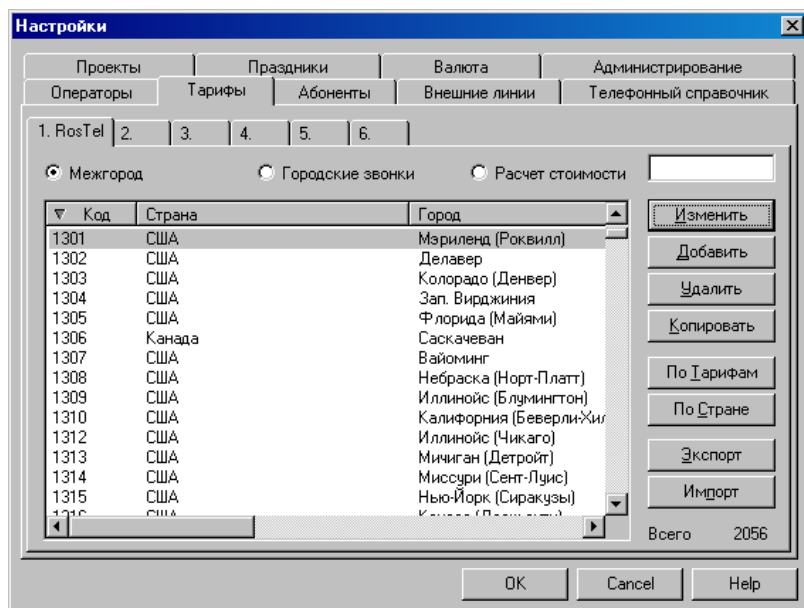 Настройки
Проекты Праздники Валюта Администрирование
Операторы Тарифы Абоненты Внешние линии Телефонный справочник
1. RosTel 2. 3. 4. 5. 6.
Межгород Городские звонки Расчет стоимости
Код Страна Город Изменить
1301 США Мэриленд (Роквилл)
1302 США Делавер Добавить
1303 США Колорадо (Денвер)
1304 США Зап. Вирджиния Удалить
1305 США Флорида (Майями)
1306 Канада Саскачеван Копировать
1307 США Вайоминг
1308 США Небраска (Норт-Платт) По Тарифам
1309 США Иллинойс (Блумингтон)
1310 США Калифорния (Беверли-Хил По Стране
1312 США Иллинойс (Чикаго)
1313 США Мичиган (Детройт) Экспорт
1314 США Миссури (Сент-Луис)
1315 США Нью-Йорк (Сиракузы) Импорт
США
Всего 2056
OK Cancel Help